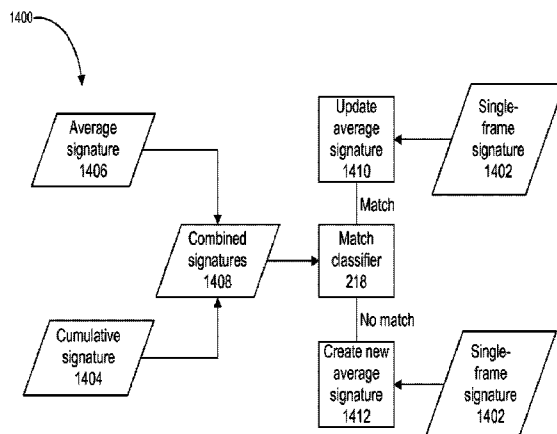 1400
Average
signature
1406
Update
average
signature
1410
Single-
frame
signature
1402
Match
Combined
signatures
1408
Match
classifier
218
No match
Cumulative
signature
1404
Create new
average
signature
1412
Single-
frame
signature
1402